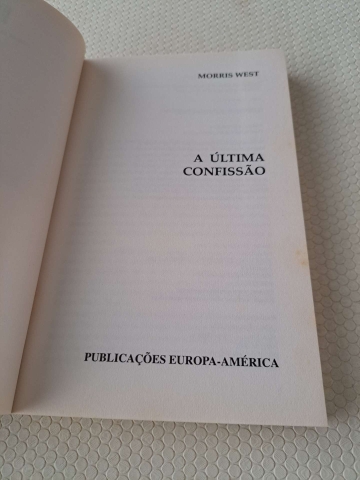 MORRIS WEST
A ÚLTIMA
CONFISSÃO
PUBLICAÇÕES EUROPA-AMÉRICA